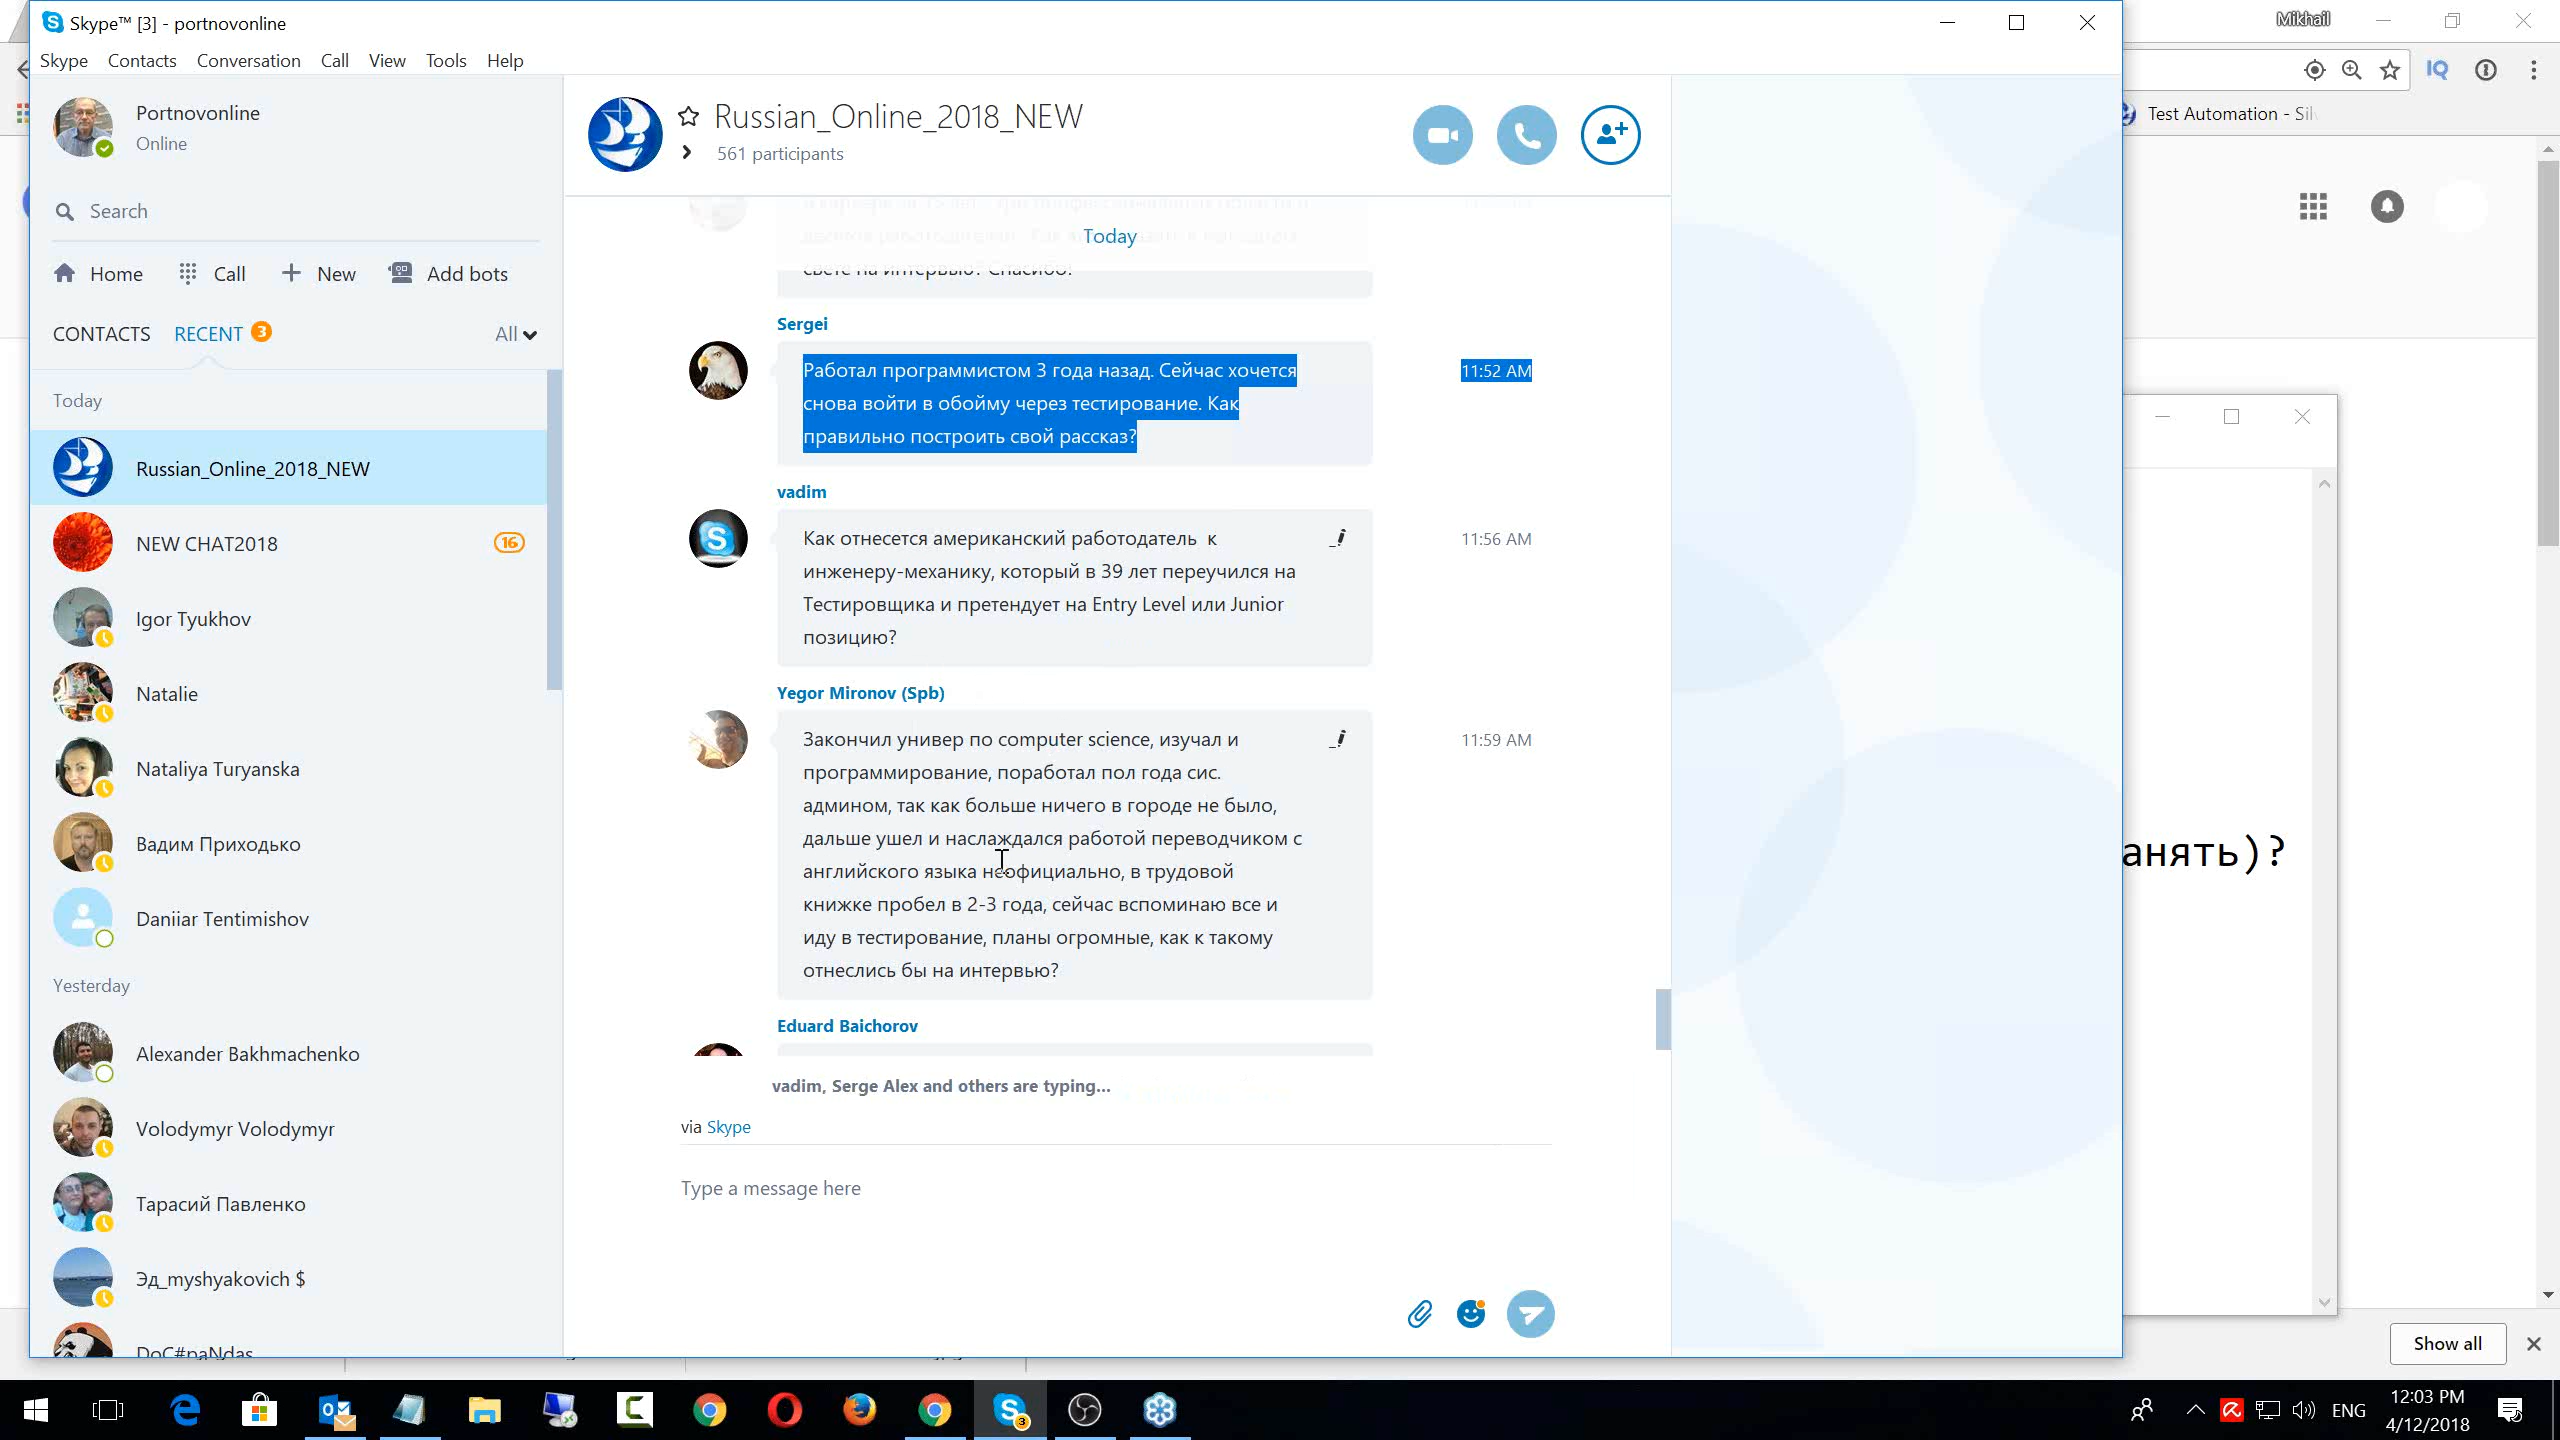 Skype™ [3] - portnovonline
Mikhail
Skype Contacts Conversation Call View Tools Help
IQ
Test Automation - Sil
Portnovonline
Online
Search
Home Call New Add bots
CONTACTS RECENT 3 All
Today
Russian_Online_2018_NEW
NEW CHAT2018 16
Igor Tyukhov
Natalie
Nataliya Turyanska
Вадим Приходько
Daniiar Tentimishov
Yesterday
Alexander Bakhmachenko
Volodymyr Volodymyr
Тарасий Павленко
Эд_myshyakovich $
DoC#paNdas
Russian_Online_2018_NEW
561 participants
Today
свете на интервью? Спасибо!
Sergei
Работал программистом 3 года назад. Сейчас хочется 11:52 AM
снова войти в обойму через тестирование. Как
правильно построить свой рассказ?
vadim
Как отнесется американский работодатель к 11:56 AM
инженеру-механику, который в 39 лет переучился на
Тестировщика и претендует на Entry Level или Junior
позицию?
Yegor Mironov (Spb)
Закончил универ по computer science, изучал и 11:59 AM
программирование, поработал пол года сис.
админом, так как больше ничего в городе не было,
дальше ушел и наслаждался работой переводчиком с
английского языка неофициально, в трудовой
книжке пробел в 2-3 года, сейчас вспоминаю все и
иду в тестирование, планы огромные, как к такому
отнеслись бы на интервью?
Eduard Baichorov
vadim, Serge Alex and others are typing...
via Skype
Type a message here
анять)?
Show all
ENG
12:03 PM
4/12/2018